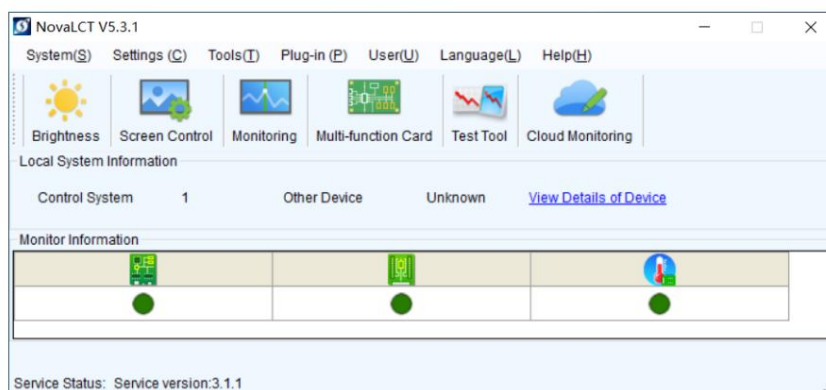 NovaLCT V5.3.1
System(S) Settings (C) Tools(T) Plug-in (P) User(U) Language(L) Help(H)
Brightness Screen Control Monitoring Multi-function Card Test Tool Cloud Monitoring
Local System Information
Control System 1 Other Device Unknown View Details of Device
Monitor Information
Service Status: Service version:3.1.1